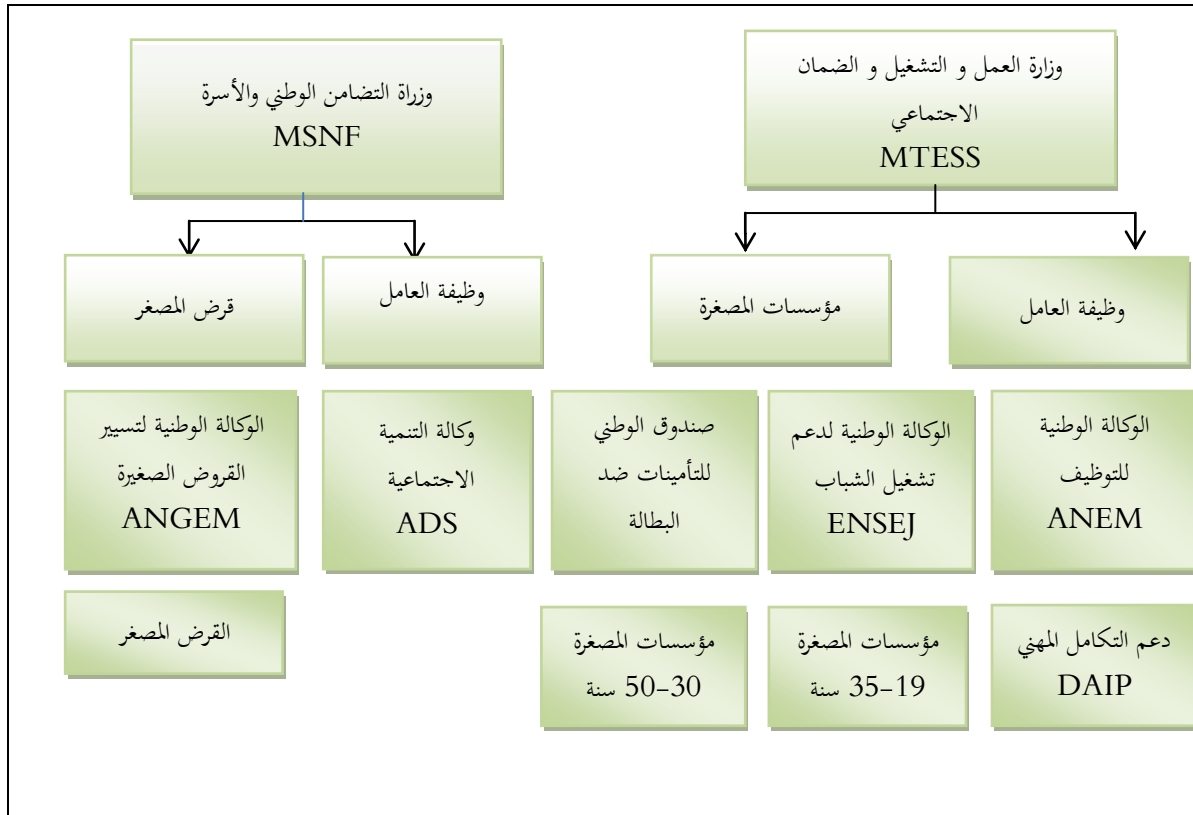 وزارة العمل و التشغيل و الضمان
الاجتماعي
MTESS
وزراة التضامن الوطني والأسرة
MSNF
وظيفة العامل
مؤسسات المصغرة
وظيفة العامل
قرض المصغر
الوكالة الوطنية
للتوظيف
ANEM
الوكالة الوطنية لدعم
تشغيل الشباب
ENSEJ
صندوق الوطني
للتأمينات ضد
البطالة
وكالة التنمية
الاجتماعية
ADS
الوكالة الوطنية لتسيير
القروض الصغيرة
ANGEM
دعم التكامل المهني
DAIP
مؤسسات المصغرة
19-35 سنة
مؤسسات المصغرة
30-50 سنة
القرض المصغر